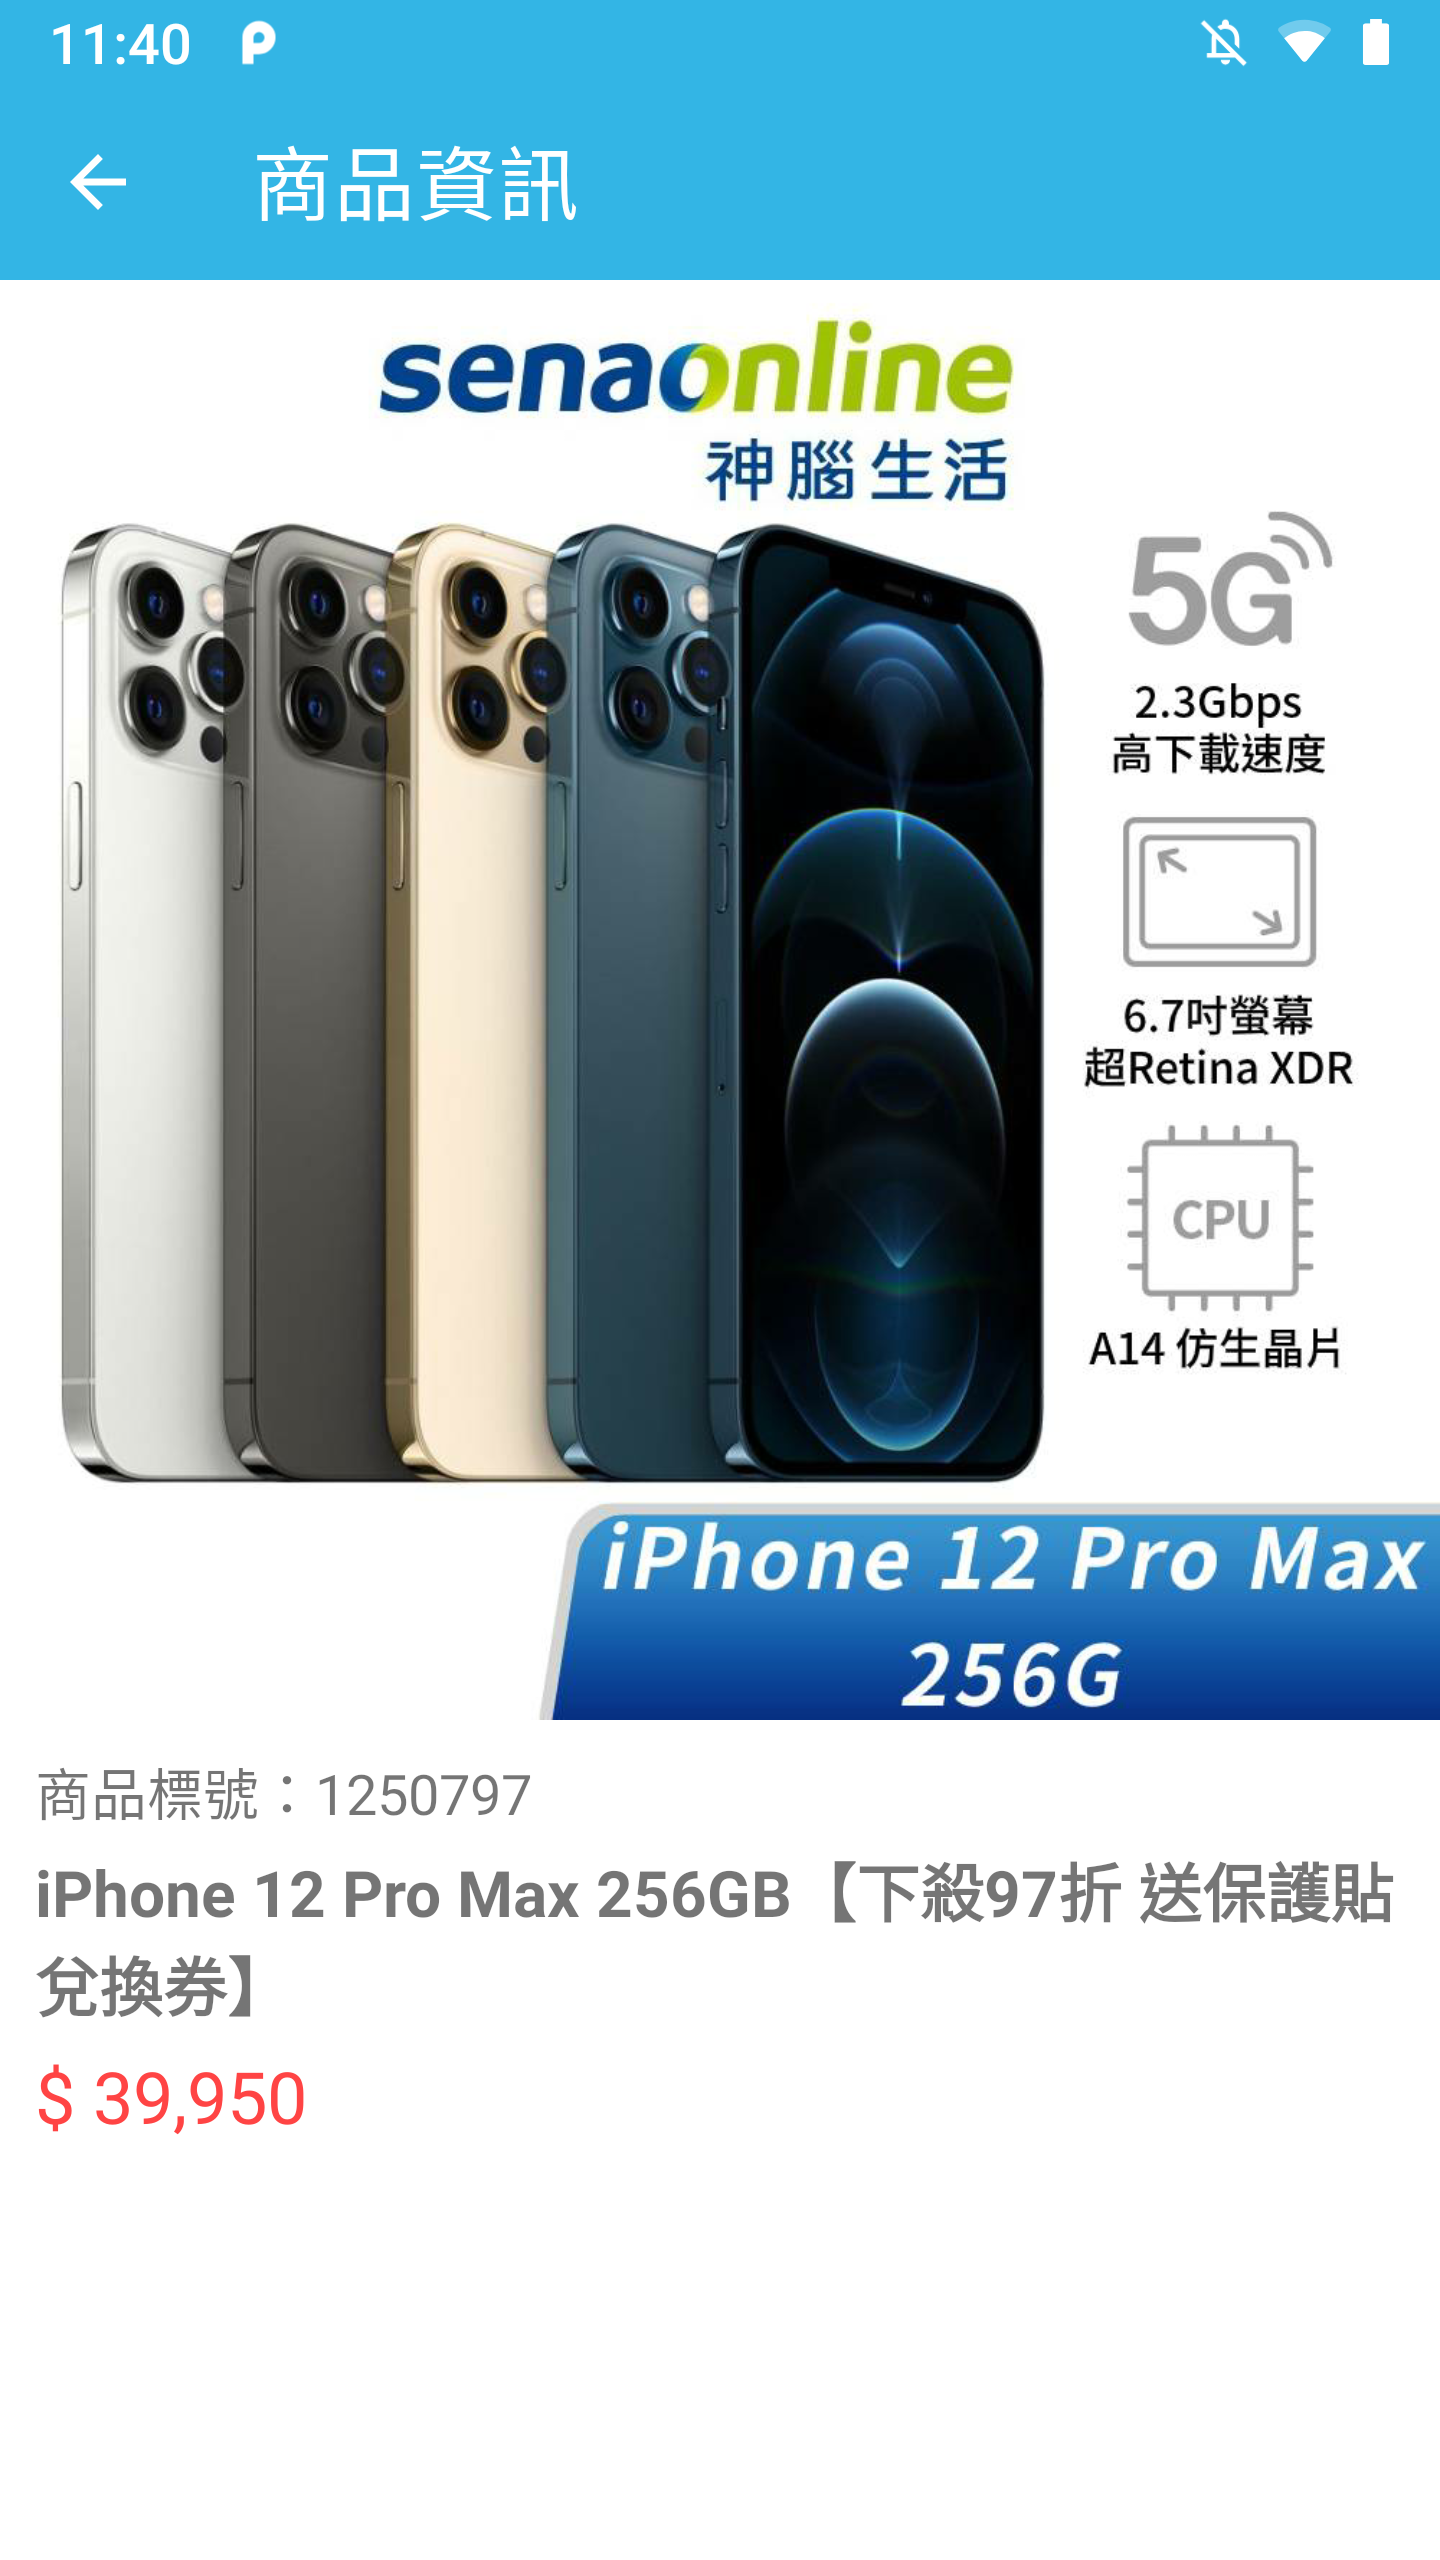 11:40
商品資訊
senaonline
神腦生活
5G
2.3Gbps
高下載速度
6.7吋螢幕
超Retina XDR
CPU
A14 仿生晶片
iPhone 12 Pro Max
256G
商品標號：1250797
iPhone 12 Pro Max 256GB【下殺97折 送保護貼
兌換券】
$ 39,950